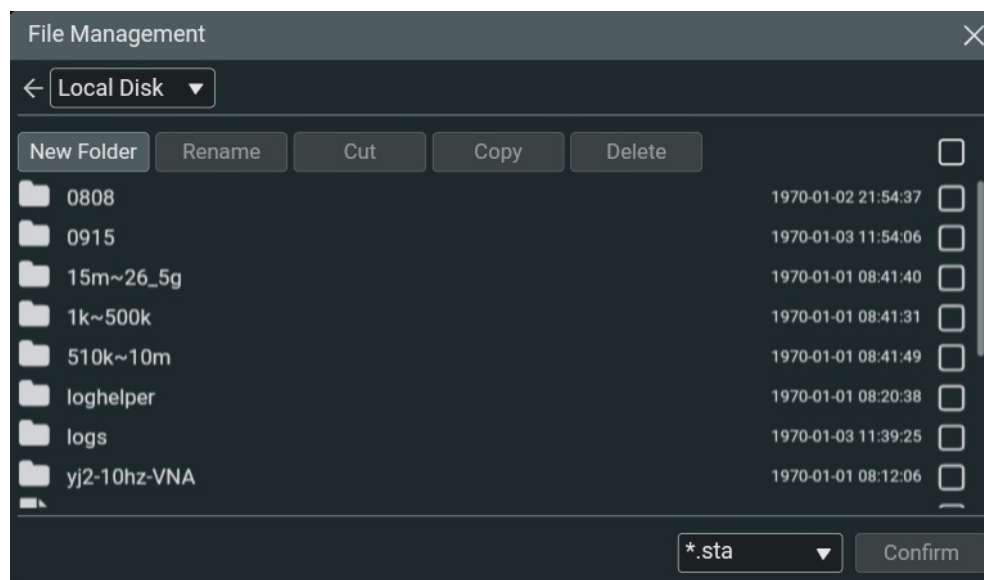 File Management
Local Disk
New Folder Rename Cut Copy Delete
0808 1970-01-02 21:54:37
0915 1970-01-03 11:54:06
15m~26_5g 1970-01-01 08:41:40
1k~500k 1970-01-01 08:41:31
510k~10m 1970-01-01 08:41:49
loghelper 1970-01-01 08:20:38
logs 1970-01-03 11:39:25
yj2-10hz-VNA 1970-01-01 08:12:06
*.sta Confirm